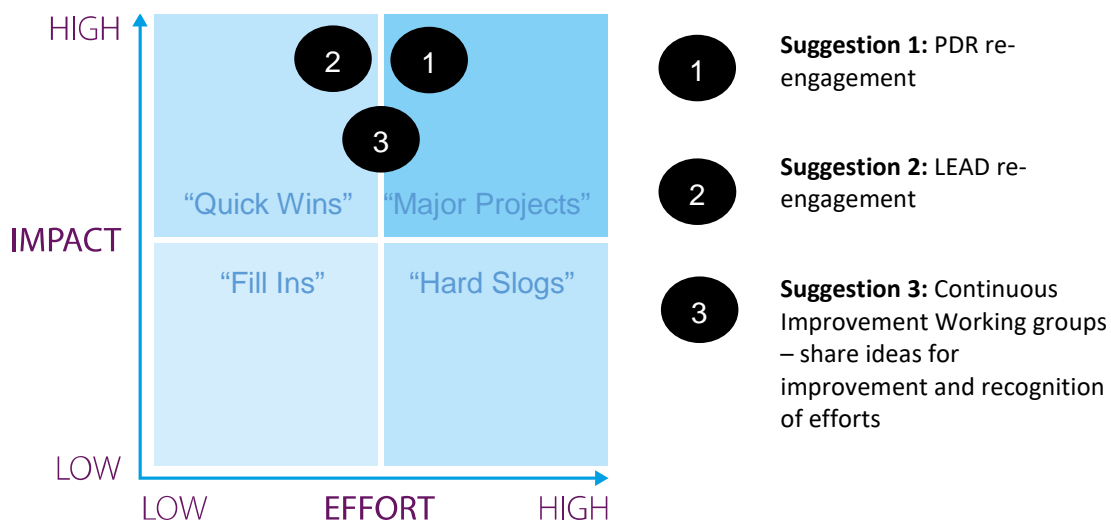 HIGH
2
1
3
“Quick Wins”
“Major Projects”
IMPACT
“Fill Ins”
“Hard Slogs”
LOW
LOW
EFFORT
HIGH
1
Suggestion 1: PDR re-
engagement
2
Suggestion 2: LEAD re-
engagement
3
Suggestion 3: Continuous
Improvement Working groups
– share ideas for
improvement and recognition
of efforts